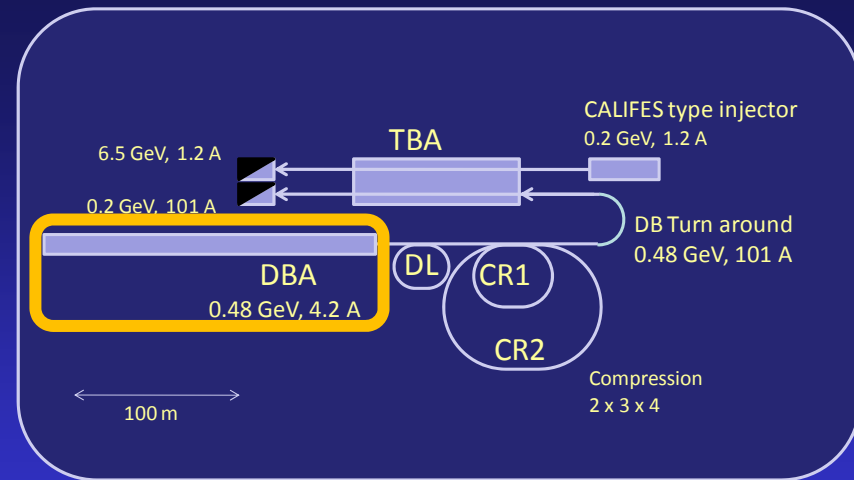 CALIFES type injector
0.2 GeV, 1.2 A
TBA
6.5 GeV, 1.2 A
0.2 GeV, 101 A
DB Turn around
0.48 GeV, 101 A
DL
CR1
DBA
0.48 GeV, 4.2 A
CR2
Compression
2 x 3 x 4
100 m